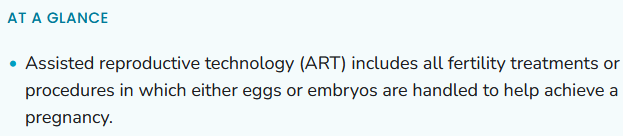 AT A GLANCE
• Assisted reproductive technology (ART) includes all fertility treatments or
procedures in which either eggs or embryos are handled to help achieve a
pregnancy.